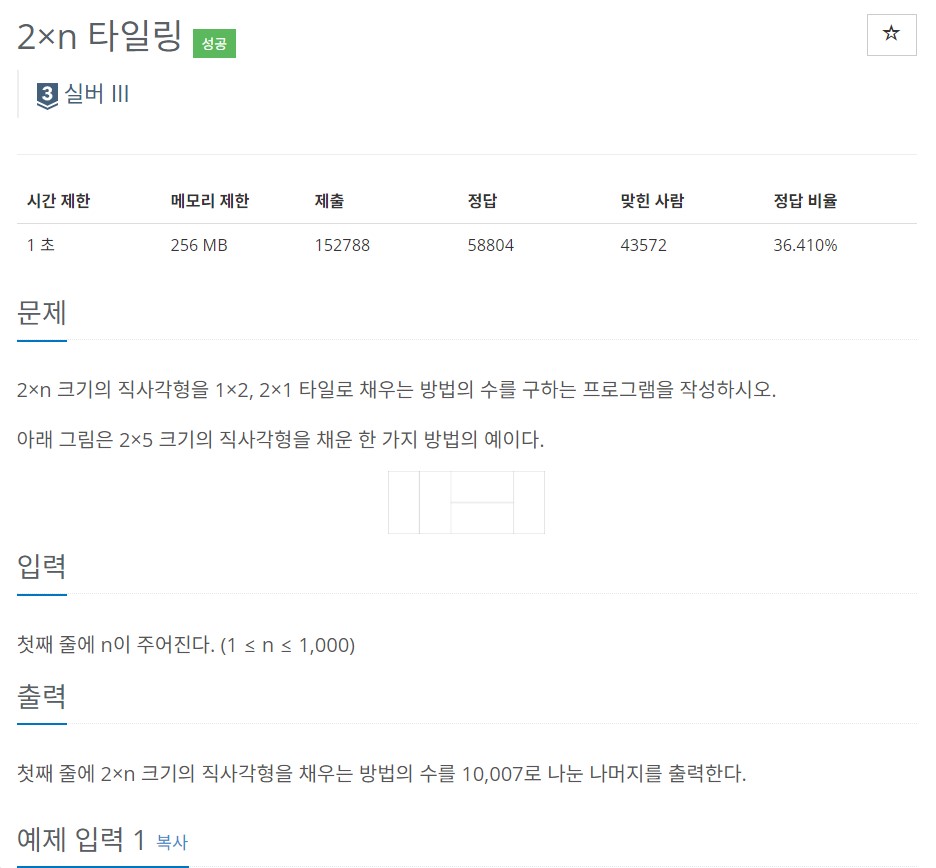 2×n 타일링 성공
☆
3 실버 III
시간 제한 메모리 제한 제출 정답 맞힌 사람 정답 비율
1 초 256 MB 152788 58804 43572 36.410%
문제
2×n 크기의 직사각형을 1×2, 2×1 타일로 채우는 방법의 수를 구하는 프로그램을 작성하시오.
아래 그림은 2×5 크기의 직사각형을 채운 한 가지 방법의 예이다.
입력
첫째 줄에 n이 주어진다. (1 ≤ n ≤ 1,000)
출력
첫째 줄에 2×n 크기의 직사각형을 채우는 방법의 수를 10,007로 나눈 나머지를 출력한다.
예제 입력 1 복사